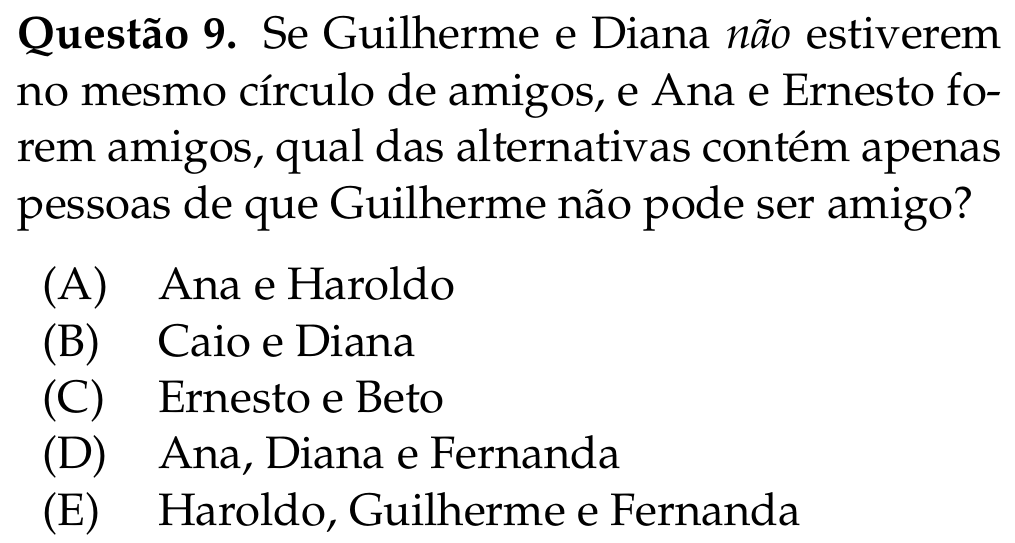 Questão 9. Se Guilherme e Diana não estiverem
no mesmo círculo de amigos, e Ana e Ernesto fo-
rem amigos, qual das alternativas contém apenas
pessoas de que Guilherme não pode ser amigo?
(A) Ana e Haroldo
(B) Caio e Diana
(C) Ernesto e Beto
(D) Ana, Diana e Fernanda
(E) Haroldo, Guilherme e Fernanda